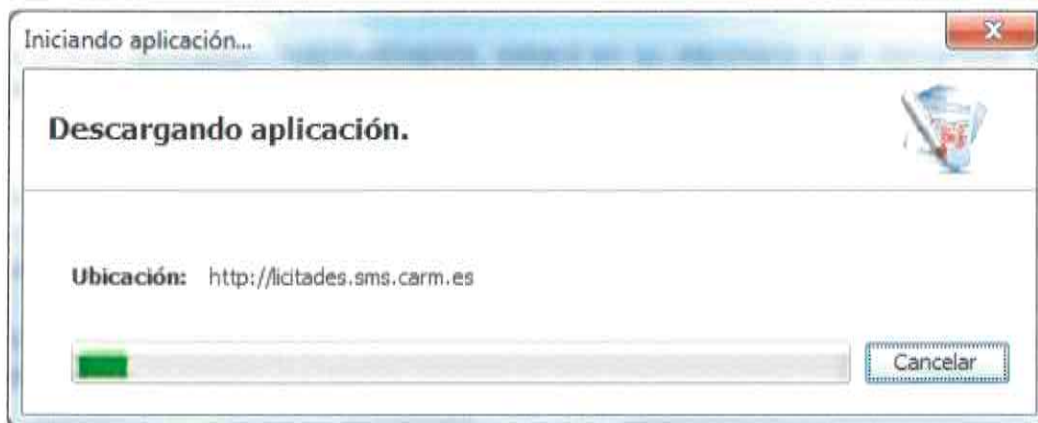 Iniciando aplicación...
Descargando aplicación.
Ubicación: http://licitades.sms.carm.es
Cancelar